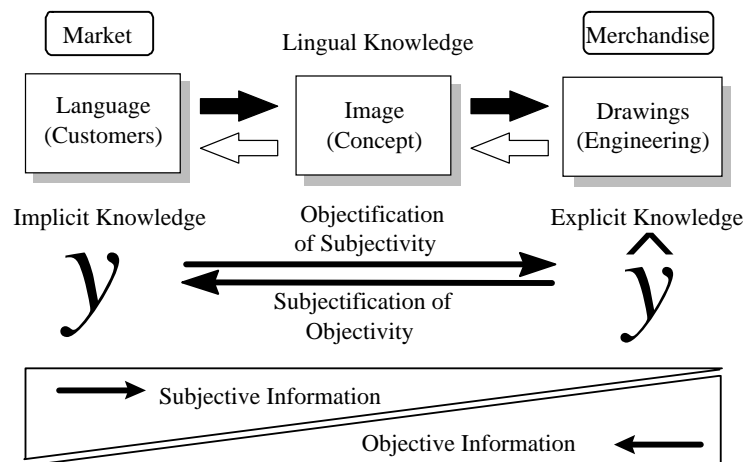 Market
Lingual Knowledge
Merchandise
Language
(Customers)
Image
(Concept)
Drawings
(Engineering)
Implicit Knowledge
Objectification
of Subjectivity
Explicit Knowledge
y
ŷ
Subjectification of
Objectivity
Subjective Information
Objective Information